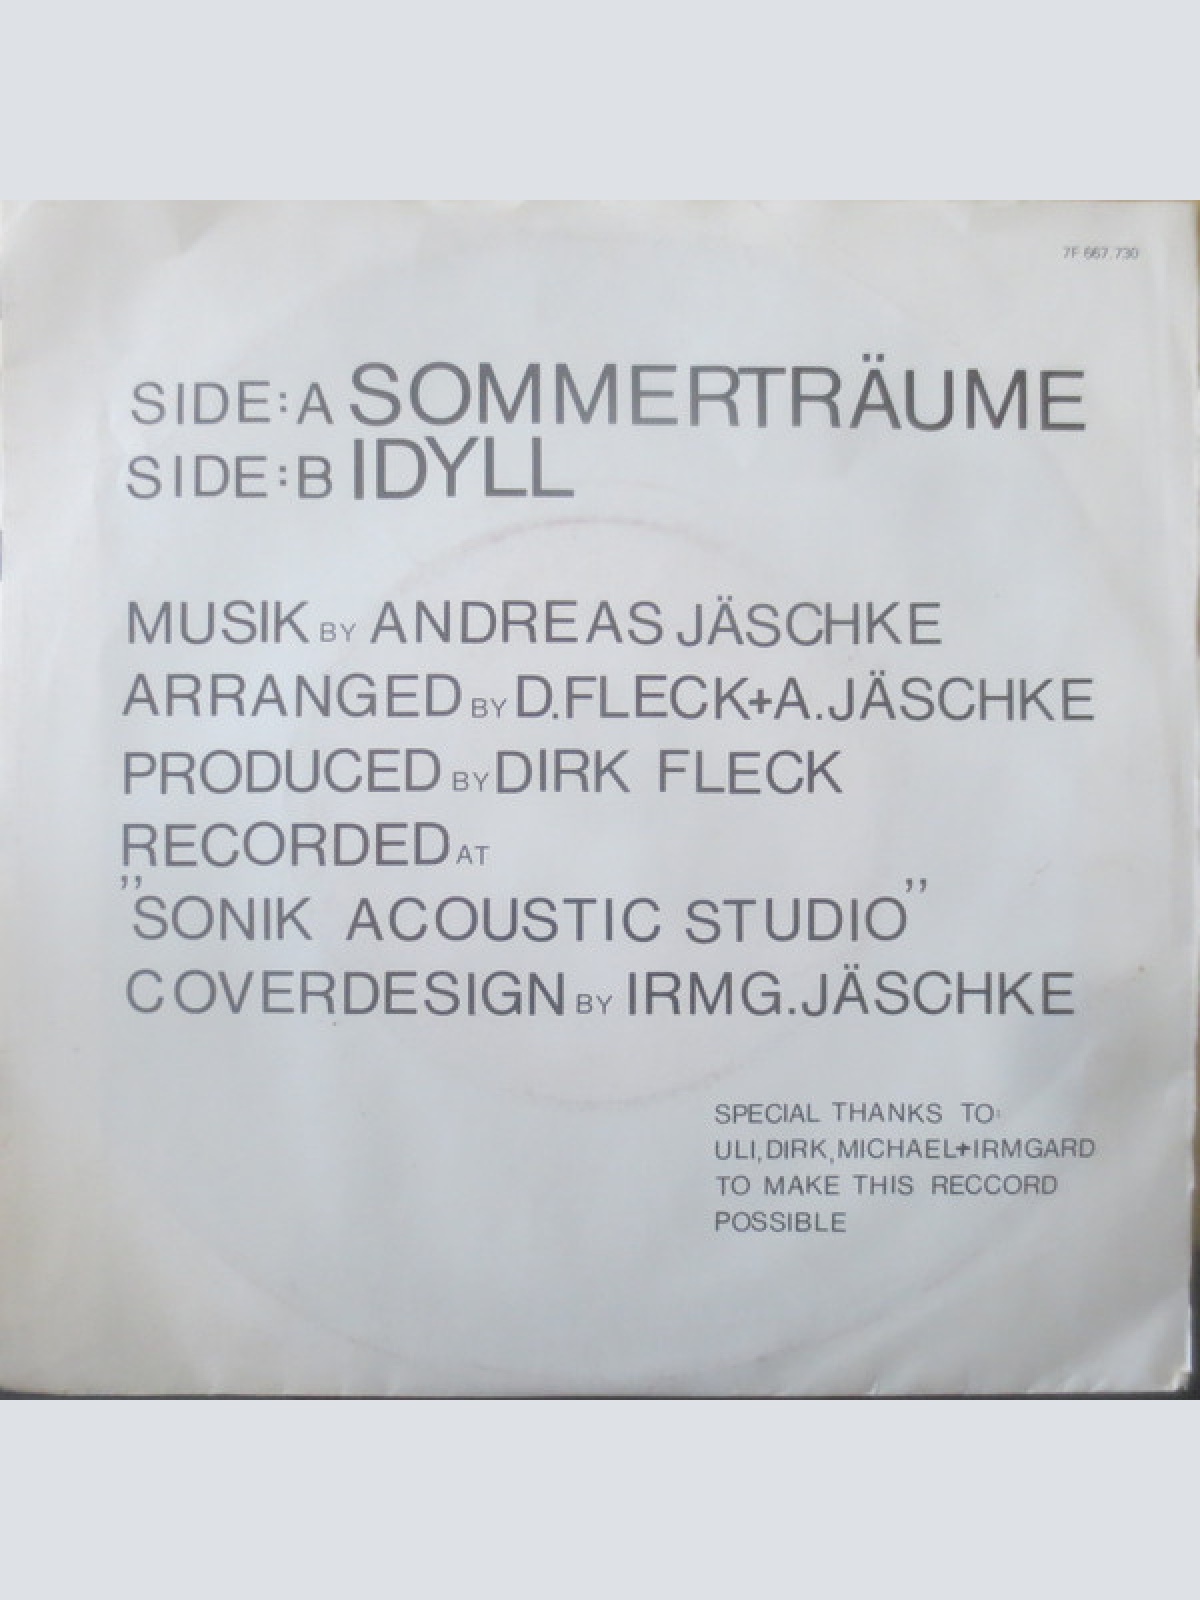 7F 667.730
SIDE:A SOMMERTRÄUME
SIDE:B IDYLL
MUSIK BY ANDREAS JÄSCHKE
ARRANGED BY D.FLECK+A.JÄSCHKE
PRODUCED BY DIRK FLECK
RECORDED AT
"SONIK ACOUSTIC STUDIO"
COVERDESIGN BY IRMG.JÄSCHKE
SPECIAL THANKS TO:
ULI,DIRK,MICHAEL+IRMGARD
TO MAKE THIS RECCORD
POSSIBLE